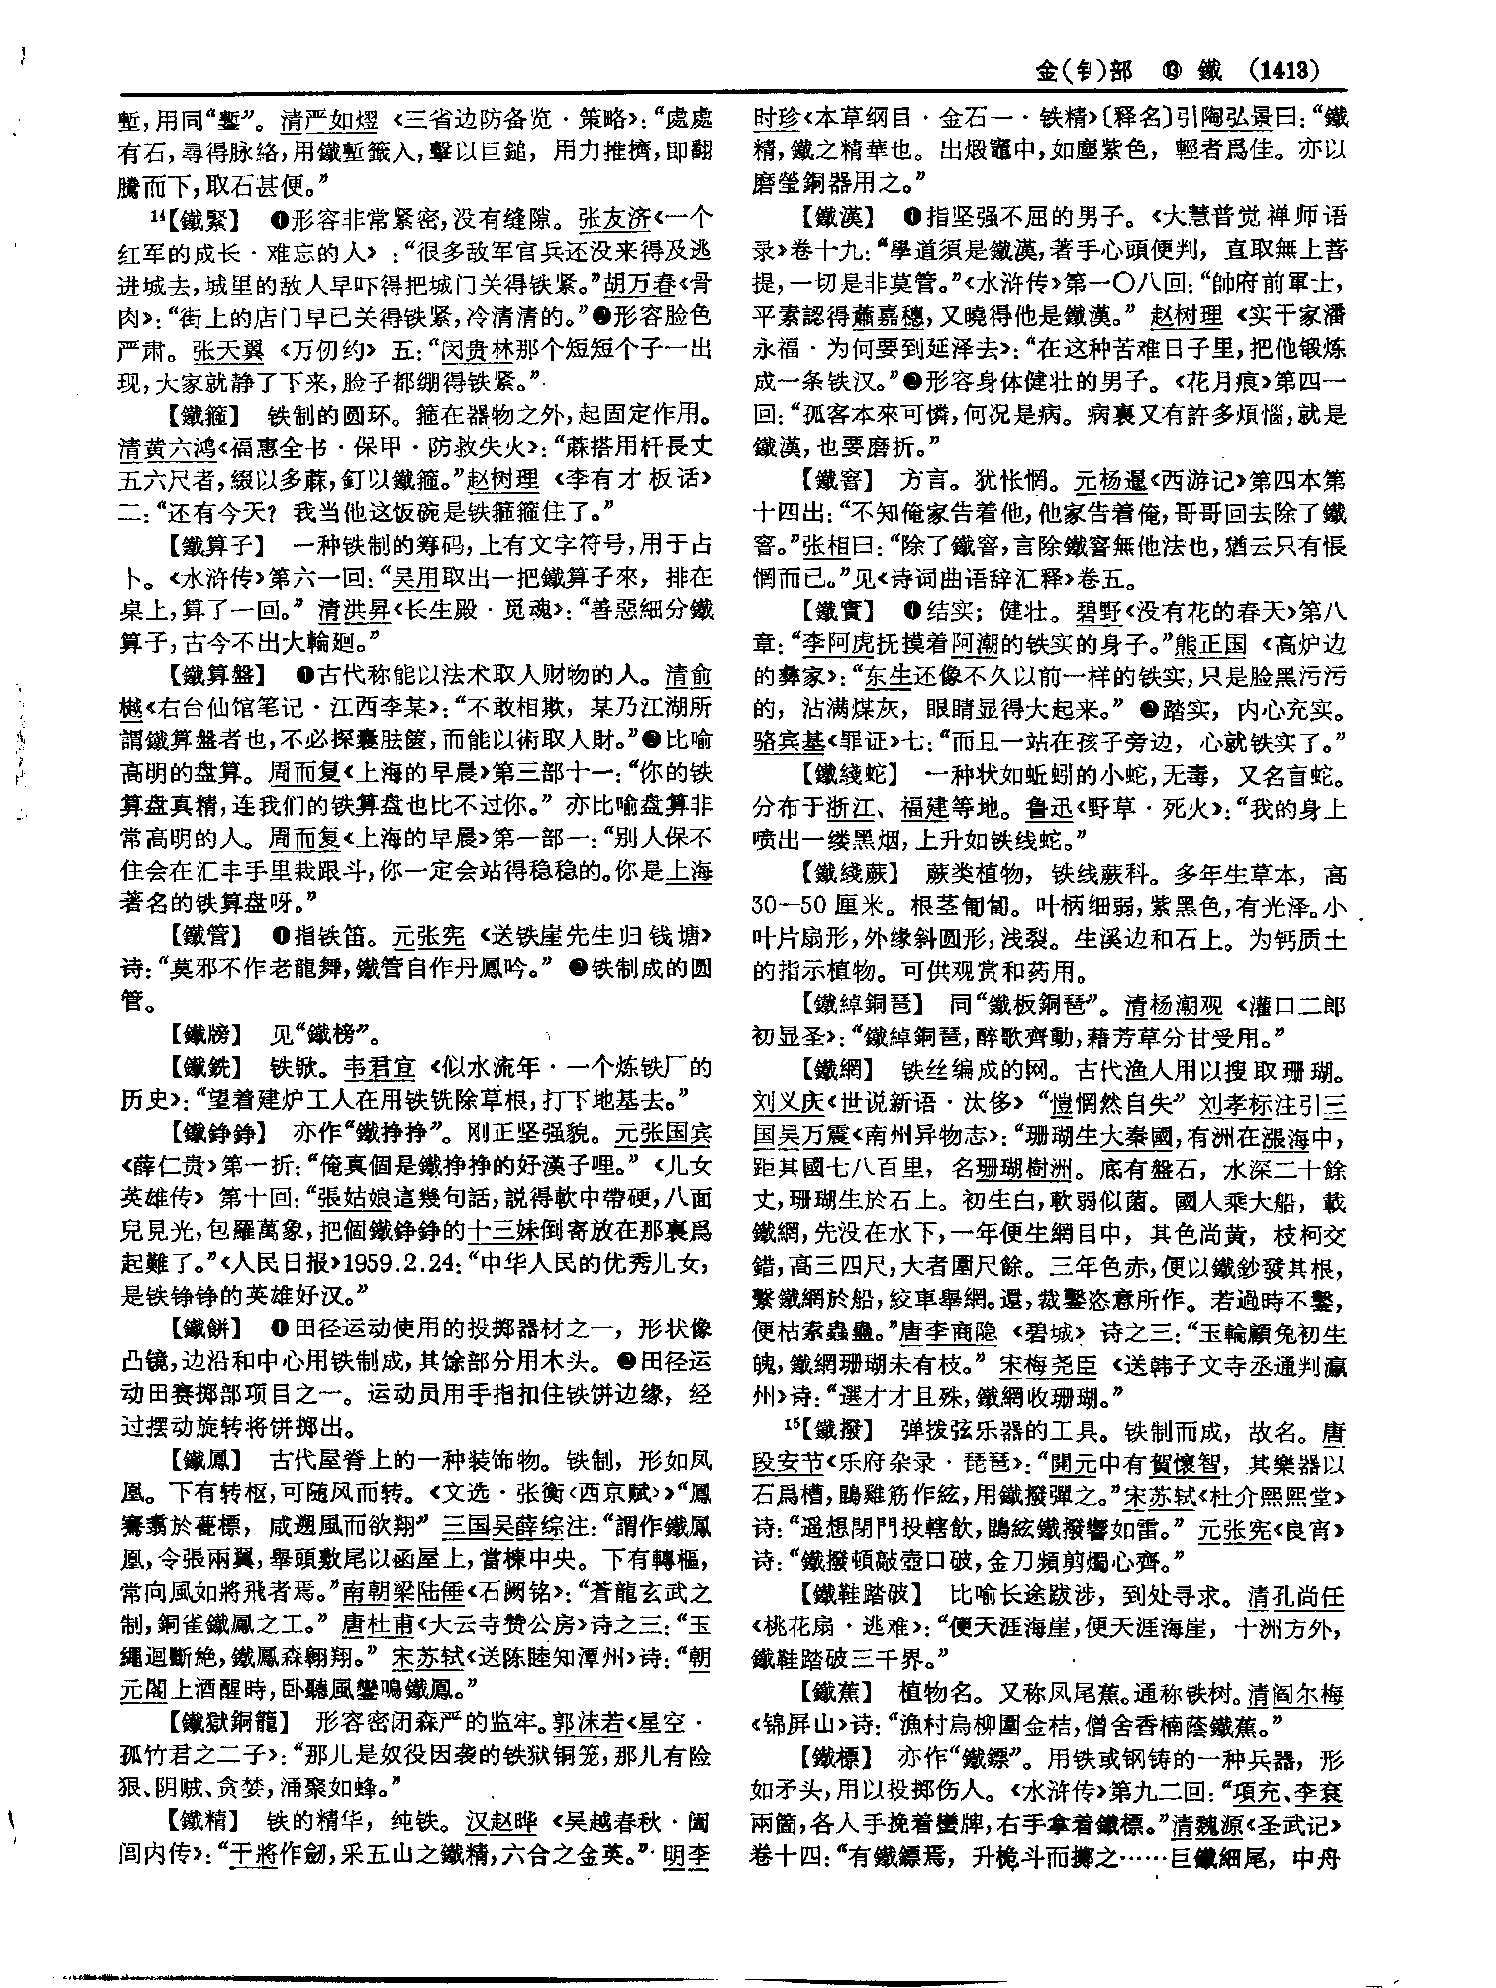 金(钅)部 ⑬ 鐵 (1413)
塹,用同“鏨”。清严如熤《三省边防备览·策略》:“處處
有石,尋得脉絡,用鐵塹籤入,擊以巨鎚,用力推擠,即翻
騰而下,取石甚便。”
14【鐵緊】 ❶形容非常紧密,没有缝隙。张友济《一个
红军的成长·难忘的人》:“很多敌军官兵还没来得及逃
进城去,城里的敌人早吓得把城门关得铁紧。”胡万春《骨
肉》:“街上的店门早已关得铁紧,冷清清的。”❷形容脸色
严肃。张天翼《万仞约》五:“闵贵林那个短短个子一出
现,大家就静了下来,脸子都绷得铁紧。”
【鐵箍】 铁制的圆环。箍在器物之外,起固定作用。
清黄六鸿《福惠全书·保甲·防救失火》:“蔴搭用杆長丈
五六尺者,綴以多蔴,釘以鐵箍。”赵树理《李有才板话》
二:“还有今天?我当他这饭碗是铁箍箍住了。”
【鐵算子】 一种铁制的筹码,上有文字符号,用于占
卜。《水浒传》第六一回:“吴用取出一把鐵算子來,排在
桌上,算了一回。”清洪昇《长生殿·觅魂》:“善惡細分鐵
算子,古今不出大輪廻。”
【鐵算盤】 ❶古代称能以法术取人财物的人。清俞
樾《右台仙馆笔记·江西李某》:“不敢相欺,某乃江湖所
謂鐵算盤者也,不必探囊胠篋,而能以術取人財。”❷比喻
高明的盘算。周而复《上海的早晨》第三部十一:“你的铁
算盘真精,连我们的铁算盘也比不过你。”亦比喻盘算非
常高明的人。周而复《上海的早晨》第一部一:“别人保不
住会在汇丰手里栽跟斗,你一定会站得稳稳的。你是上海
著名的铁算盘呀。”
【鐵管】 ❶指铁笛。元张宪《送铁崖先生归钱塘》
诗:“莫邪不作老龍舞,鐵管自作丹鳳吟。”❷铁制成的圆
管。
【鐵牓】 见“鐵榜”。
【鐵銑】 铁锨。韦君宜《似水流年·一个炼铁厂的
历史》:“望着建炉工人在用铁铣除草根,打下地基去。”
【鐵錚錚】 亦作“鐵挣挣”。刚正坚强貌。元张国宾
《薛仁贵》第一折:“俺真個是鐵挣挣的好漢子哩。”《儿女
英雄传》第十回:“張姑娘這幾句話,説得軟中帶硬,八面
兒見光,包羅萬象,把個鐵錚錚的十三妹倒寄放在那裏爲
起難了。”《人民日报》1959.2.24:“中华人民的优秀儿女,
是铁铮铮的英雄好汉。”
【鐵餅】 ❶田径运动使用的投掷器材之一,形状像
凸镜,边沿和中心用铁制成,其馀部分用木头。❷田径运
动田赛掷部项目之一。运动员用手指扣住铁饼边缘,经
过摆动旋转将饼掷出。
【鐵鳳】 古代屋脊上的一种装饰物。铁制,形如凤
凰。下有转枢,可随风而转。《文选·张衡〈西京赋〉》“鳳
騫翥於甍標,咸遡風而欲翔”三国吴薛综注:“謂作鐵鳳
凰,令張兩翼,舉頭敷尾以函屋上,當棟中央。下有轉樞,
常向風如將飛者焉。”南朝梁陆倕《石阙铭》:“蒼龍玄武之
制,銅雀鐵鳳之工。”唐杜甫《大云寺赞公房》诗之三:“玉
繩迴斷絶,鐵鳳森翱翔。”宋苏轼《送陈睦知潭州》诗:“朝
元閣上酒醒時,卧聽風鑾鳴鐵鳳。”
【鐵獄銅籠】 形容密闭森严的监牢。郭沫若《星空·
孤竹君之二子》:“那儿是奴役因袭的铁狱铜笼,那儿有险
狠、阴贼、贪婪,涌聚如蜂。”
【鐵精】 铁的精华,纯铁。汉赵晔《吴越春秋·阖
闾内传》:“干將作劍,采五山之鐵精,六合之金英。”明李
时珍《本草纲目·金石一·铁精》〔释名〕引陶弘景曰:“鐵
精,鐵之精華也。出煅竈中,如塵紫色,輕者爲佳。亦以
磨瑩銅器用之。”
【鐵漢】 ❶指坚强不屈的男子。《大慧普觉禅师语
录》卷十九:“學道須是鐵漢,著手心頭便判,直取無上菩
提,一切是非莫管。”《水浒传》第一〇八回:“帥府前軍士,
平素認得蕭嘉穗,又曉得他是鐵漢。”赵树理《实干家潘
永福·为何要到延泽去》:“在这种苦难日子里,把他锻炼
成一条铁汉。”❷形容身体健壮的男子。《花月痕》第四一
回:“孤客本來可憐,何況是病。病裏又有許多煩惱,就是
鐵漢,也要磨折。”
【鐵窨】 方言。犹怅惘。元杨暹《西游记》第四本第
十四出:“不知俺家告着他,他家告着俺,哥哥回去除了鐵
窨。”张相曰:“除了鐵窨,言除鐵窨無他法也,猶云只有悵
惘而已。”见《诗词曲语辞汇释》卷五。
【鐵實】 ❶结实;健壮。碧野《没有花的春天》第八
章:“李阿虎抚摸着阿潮的铁实的身子。”熊正国《高炉边
的彝家》:“东生还像不久以前一样的铁实,只是脸黑污污
的,沾满煤灰,眼睛显得大起来。”❷踏实,内心充实。
骆宾基《罪证》七:“而且一站在孩子旁边,心就铁实了。”
【鐵綫蛇】 一种状如蚯蚓的小蛇,无毒,又名盲蛇。
分布于浙江、福建等地。鲁迅《野草·死火》:“我的身上
喷出一缕黑烟,上升如铁线蛇。”
【鐵綫蕨】 蕨类植物,铁线蕨科。多年生草本,高
30—50厘米。根茎匍匐。叶柄细弱,紫黑色,有光泽。小
叶片扇形,外缘斜圆形,浅裂。生溪边和石上。为钙质土
的指示植物。可供观赏和药用。
【鐵綽銅琶】 同“鐵板銅琶”。清杨潮观《灌口二郎
初显圣》:“鐵綽銅琶,醉歌齊動,藉芳草分甘受用。”
【鐵網】 铁丝编成的网。古代渔人用以搜取珊瑚。
刘义庆《世说新语·汰侈》“愷惘然自失”刘孝标注引三
国吴万震《南州异物志》:“珊瑚生大秦國,有洲在漲海中,
距其國七八百里,名珊瑚樹洲。底有盤石,水深二十餘
丈,珊瑚生於石上。初生白,軟弱似菌。國人乘大船,載
鐵網,先没在水下,一年便生網目中,其色尚黄,枝柯交
錯,高三四尺,大者圍尺餘。三年色赤,便以鐵鈔發其根,
繫鐵網於船,絞車舉網。還,裁鑿恣意所作。若過時不鑿,
便枯索蟲蠱。”唐李商隐《碧城》诗之三:“玉輪顧兔初生
魄,鐵網珊瑚未有枝。”宋梅尧臣《送韩子文寺丞通判瀛
州》诗:“選才才且殊,鐵網收珊瑚。”
15【鐵撥】 弹拨弦乐器的工具。铁制而成,故名。唐
段安节《乐府杂录·琵琶》:“開元中有賀懷智,其樂器以
石爲槽,鵾雞筋作絃,用鐵撥彈之。”宋苏轼《杜介熙熙堂》
诗:“遥想閉門投轄飲,鵾絃鐵撥響如雷。”元张宪《良宵》
诗:“鐵撥頓敲壺口破,金刀頻剪燭心齊。”
【鐵鞋踏破】 比喻长途跋涉,到处寻求。清孔尚任
《桃花扇·逃难》:“便天涯海崖,便天涯海崖,十洲方外,
鐵鞋踏破三千界。”
【鐵蕉】 植物名。又称凤尾蕉。通称铁树。清阎尔梅
《锦屏山》诗:“漁村烏柳圍金桔,僧舍香楠蔭鐵蕉。”
【鐵標】 亦作“鐵鏢”。用铁或钢铸的一种兵器,形
如矛头,用以投掷伤人。《水浒传》第九二回:“項充、李袞
兩箇,各人手挽着蠻牌,右手拿着鐵標。”清魏源《圣武记》
卷十四:“有鐵鏢焉,升桅斗而擲之……巨鐵細尾,中舟